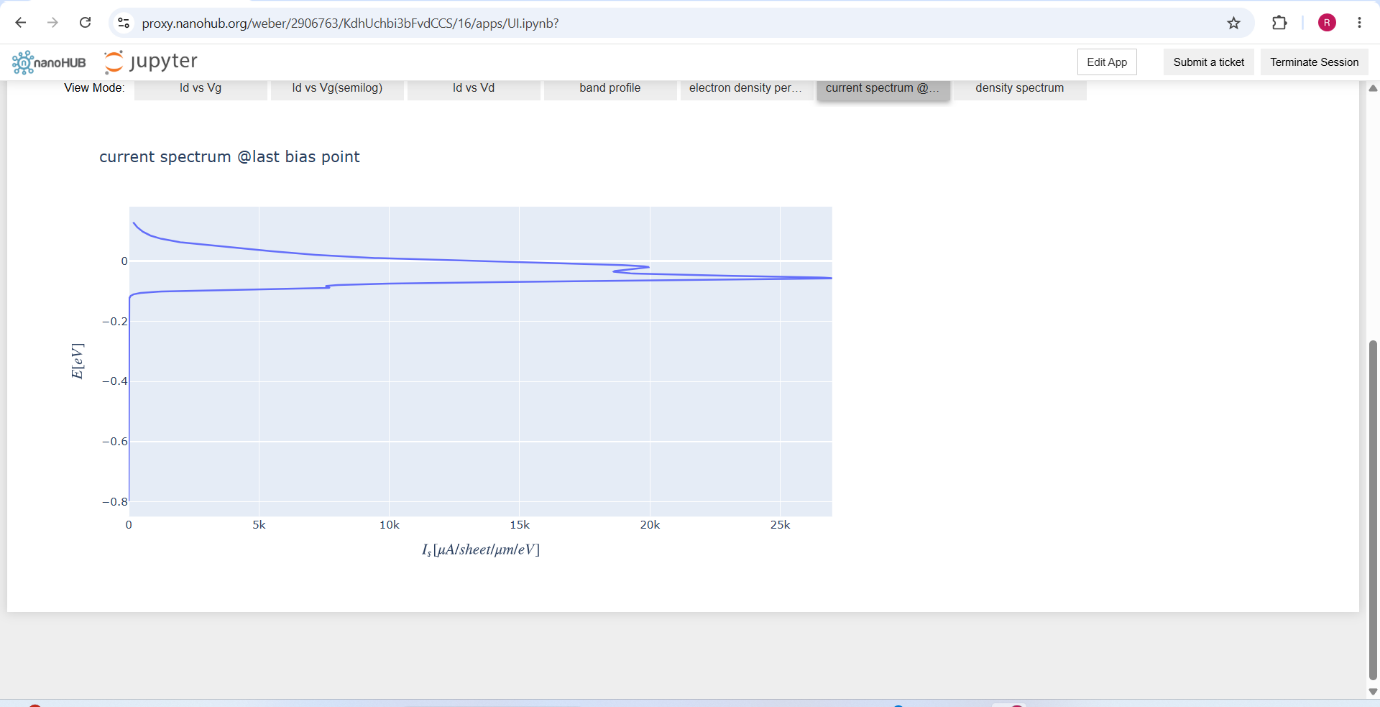 proxy.nanohub.org/weber/2906763/KdhUchbi3bFvdCCS/16/apps/UI.ipynb?
R
nanoHUB jupyter Edit App Submit a ticket Terminate Session
View Mode: Id vs Vg Id vs Vg(semilog) Id vs Vd band profile electron density per... current spectrum @... density spectrum
current spectrum @last bias point
0
−0.2
E[eV]
−0.4
−0.6
−0.8
0 5k 10k 15k 20k 25k
Is[μA/sheet/μm/eV]